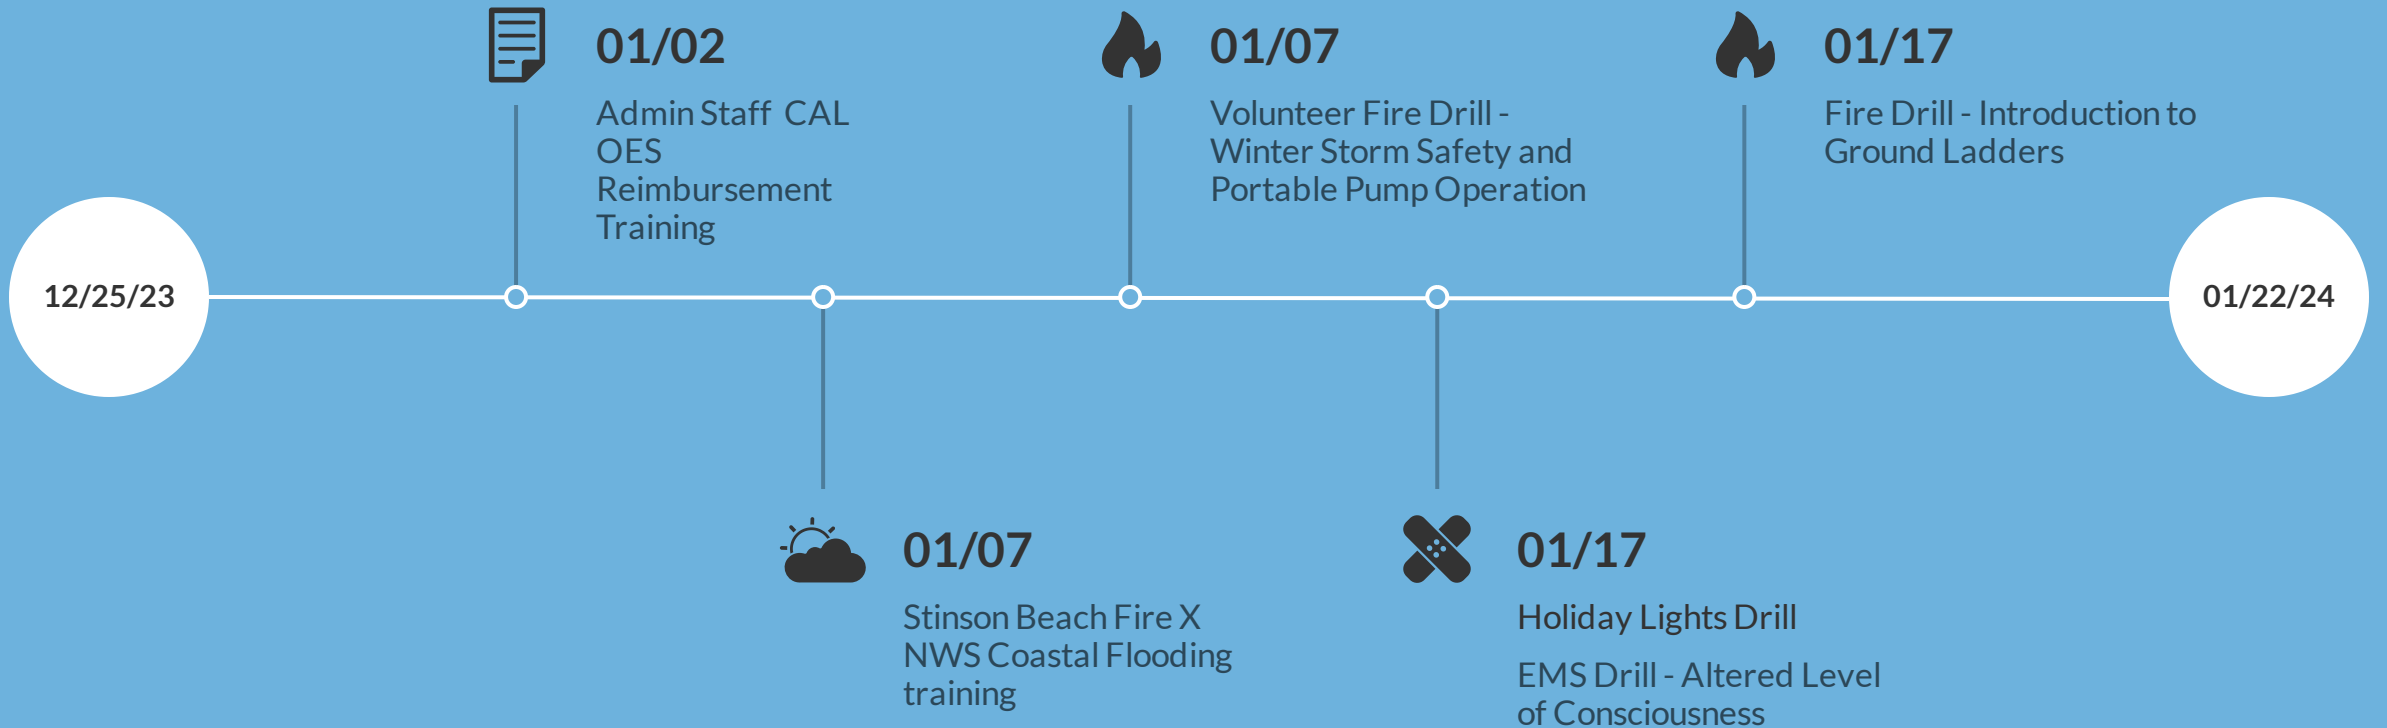 01/02
Admin Staff  CAL
OES
Reimbursement
Training
01/07
Volunteer Fire Drill -
Winter Storm Safety and
Portable Pump Operation
01/17
Fire Drill - Introduction to
Ground Ladders
12/25/23
01/22/24
01/07
Stinson Beach Fire X
NWS Coastal Flooding
training
01/17
Holiday Lights Drill
EMS Drill - Altered Level
of Consciousness